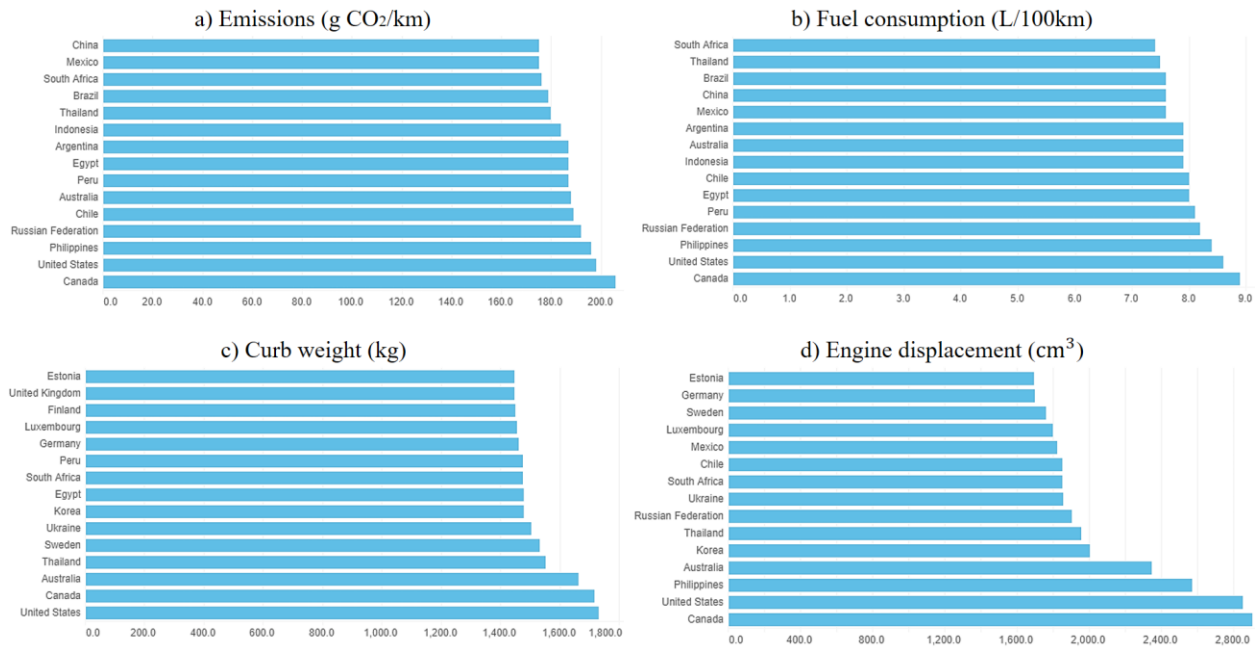 a) Emissions (g CO₂/km)
China
Mexico
South Africa
Brazil
Thailand
Indonesia
Argentina
Egypt
Peru
Australia
Chile
Russian Federation
Philippines
United States
Canada
0.0 20.0 40.0 60.0 80.0 100.0 120.0 140.0 160.0 180.0 200.0
b) Fuel consumption (L/100km)
South Africa
Thailand
Brazil
China
Mexico
Argentina
Australia
Indonesia
Chile
Egypt
Peru
Russian Federation
Philippines
United States
Canada
0.0 1.0 2.0 3.0 4.0 5.0 6.0 7.0 8.0 9.0
c) Curb weight (kg)
Estonia
United Kingdom
Finland
Luxembourg
Germany
Peru
South Africa
Egypt
Korea
Ukraine
Sweden
Thailand
Australia
Canada
United States
0.0 200.0 400.0 600.0 800.0 1,000.0 1,200.0 1,400.0 1,600.0 1,800.0
d) Engine displacement (cm³)
Estonia
Germany
Sweden
Luxembourg
Mexico
Chile
South Africa
Ukraine
Russian Federation
Thailand
Korea
Australia
Philippines
United States
Canada
0.0 400.0 800.0 1,200.0 1,600.0 2,000.0 2,400.0 2,800.0